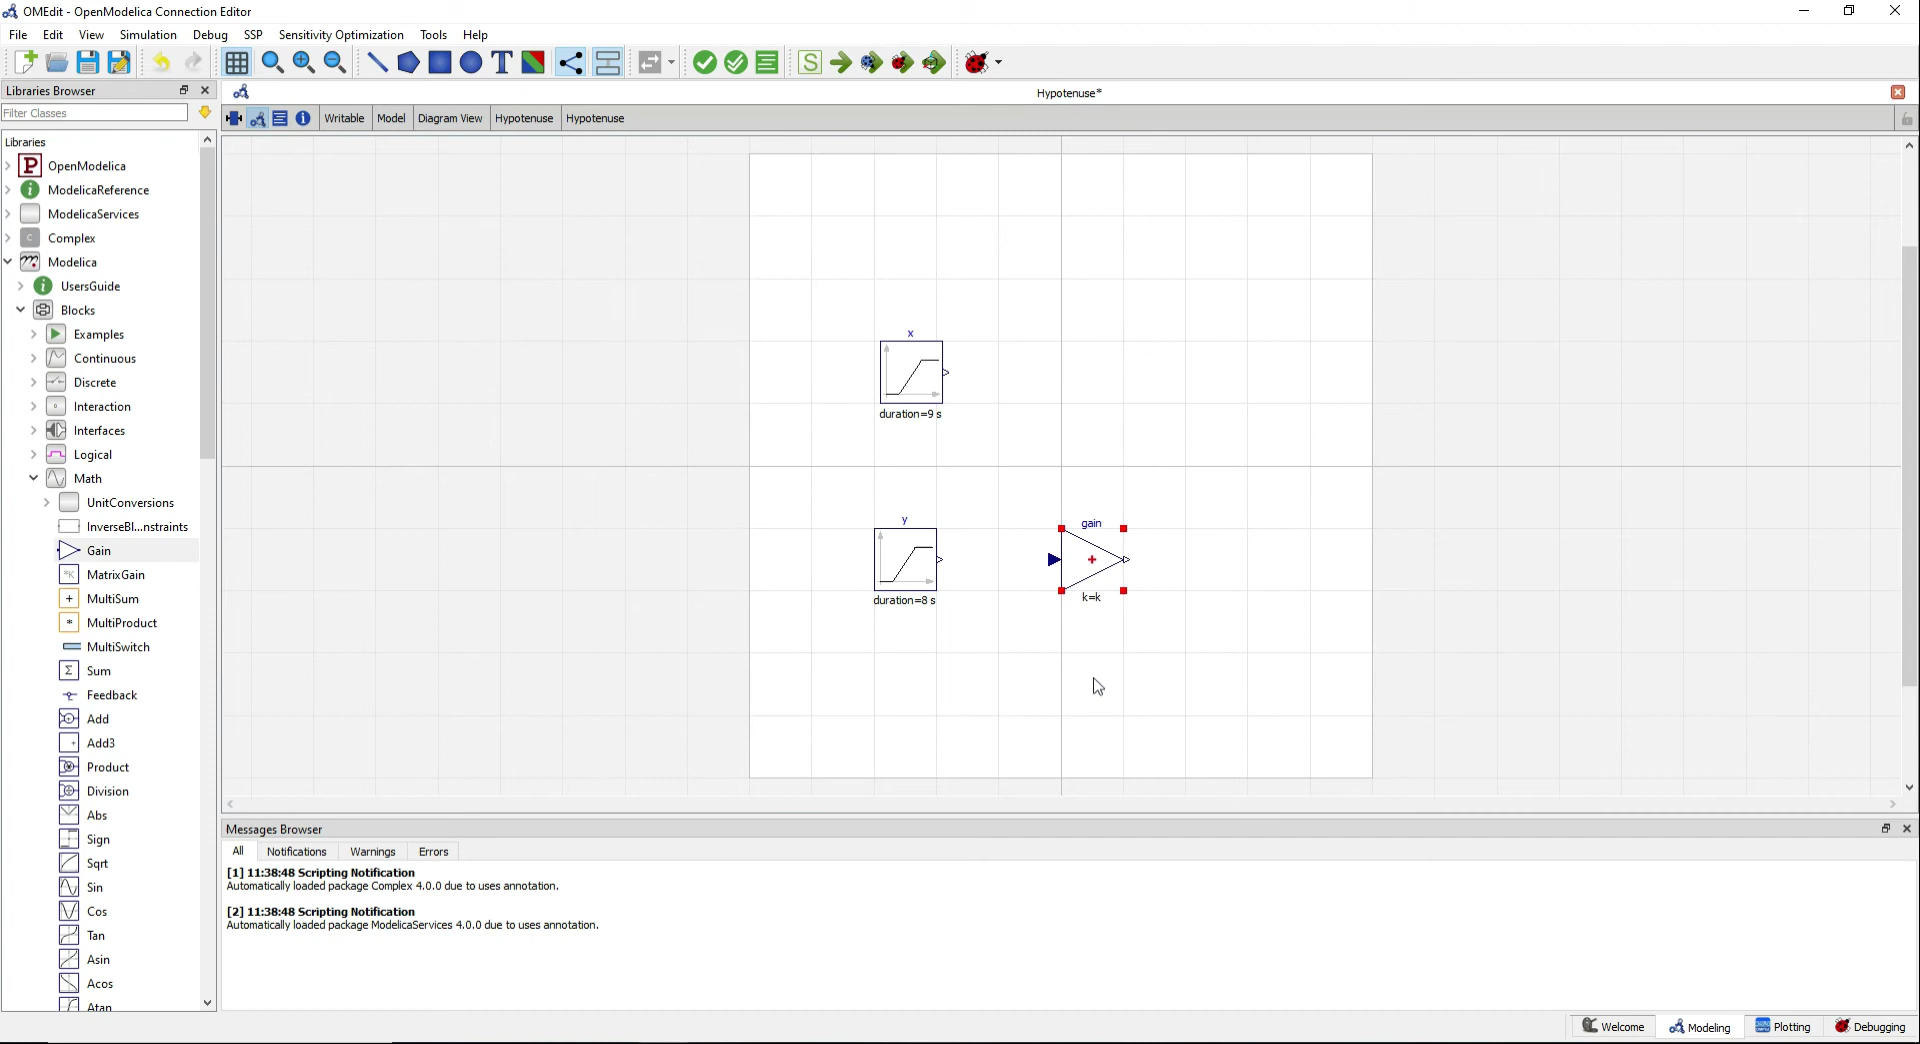 OMEdit - OpenModelica Connection Editor
File Edit View Simulation Debug SSP Sensitivity Optimization Tools Help
Libraries Browser
Hypotenuse*
Filter Classes
Writable Model Diagram View Hypotenuse Hypotenuse
Libraries
OpenModelica
ModelicaReference
ModelicaServices
Complex
Modelica
UsersGuide
Blocks
Examples
Continuous
Discrete
Interaction
Interfaces
Logical
Math
UnitConversions
InverseBl...nstraints
Gain
MatrixGain
MultiSum
MultiProduct
MultiSwitch
Sum
Feedback
Add
Add3
Product
Division
Abs
Sign
Sqrt
Sin
Cos
Tan
Asin
Acos
Atan
x
duration=9 s
y
duration=8 s
gain
k=k
Messages Browser
All Notifications Warnings Errors
[1] 11:38:48 Scripting Notification
Automatically loaded package Complex 4.0.0 due to uses annotation.
[2] 11:38:48 Scripting Notification
Automatically loaded package ModelicaServices 4.0.0 due to uses annotation.
Welcome Modeling Plotting Debugging